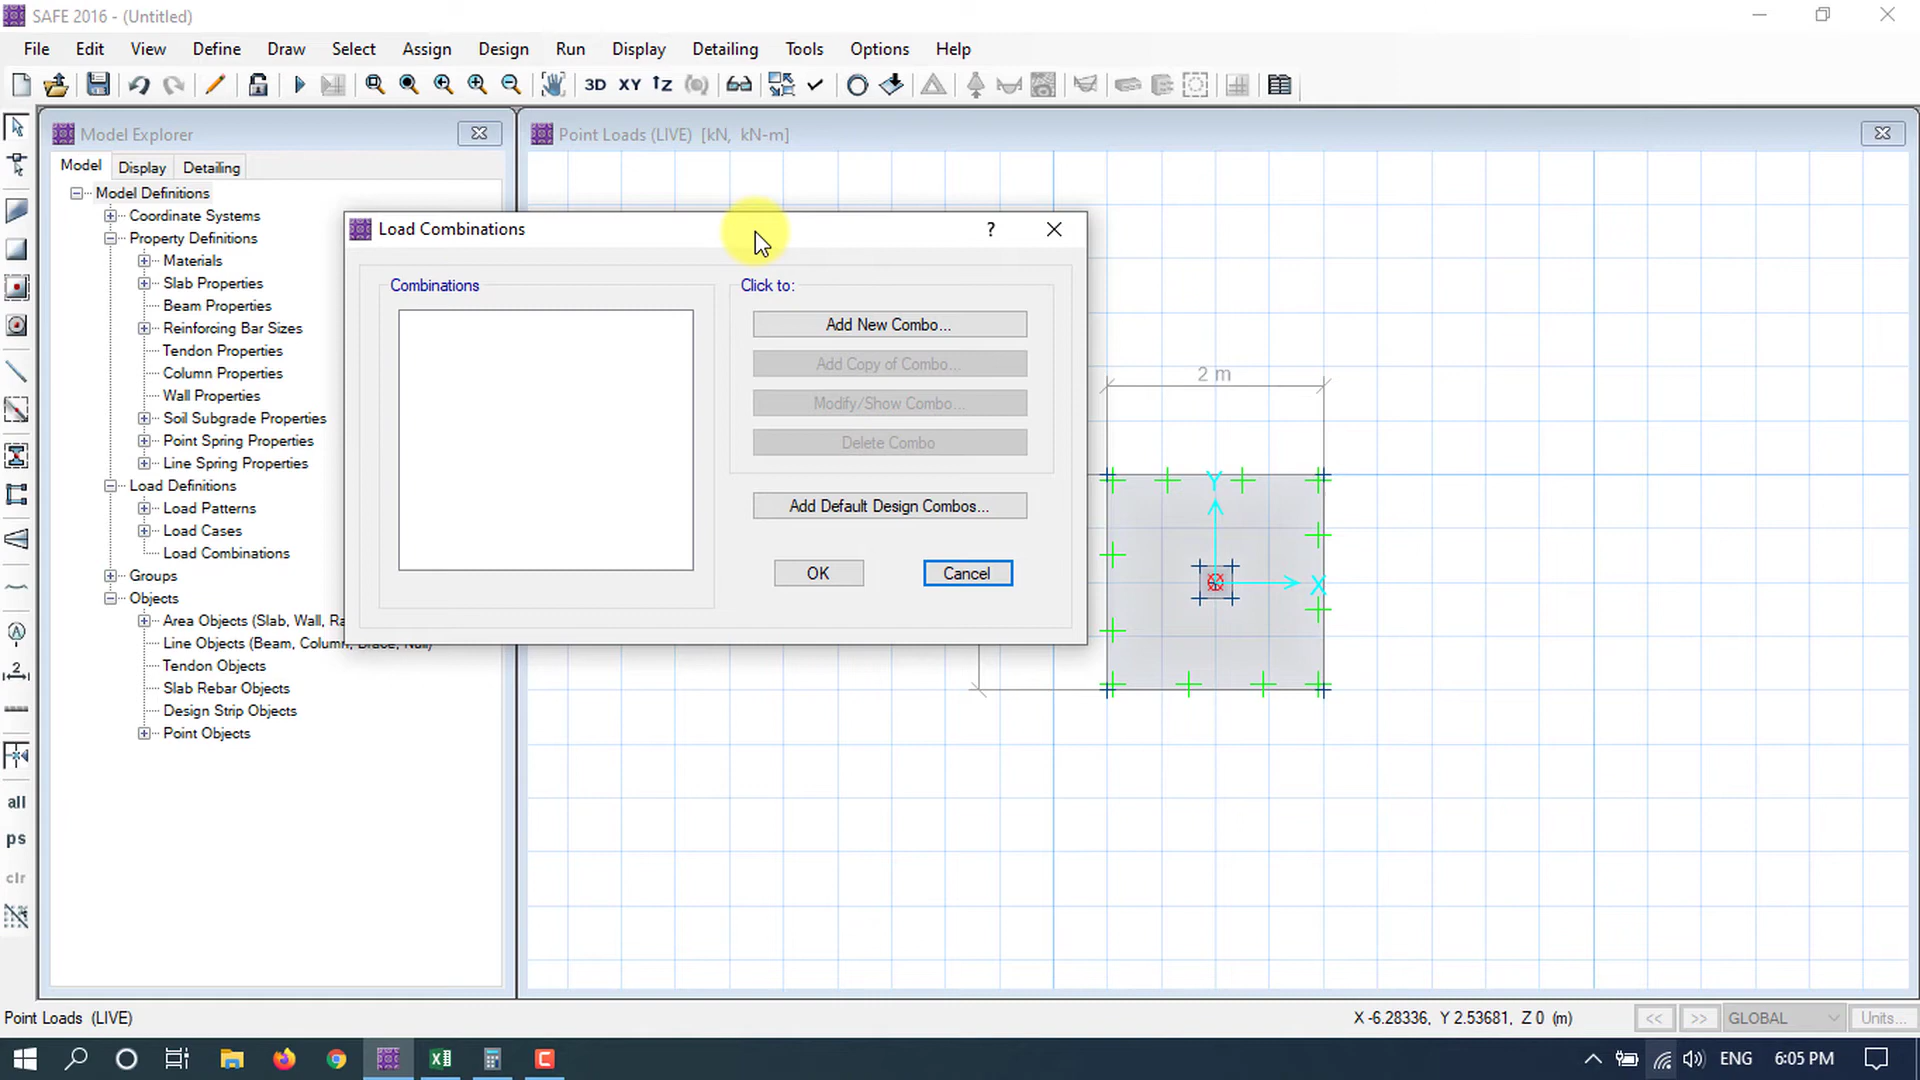 SAFE 2016 - (Untitled)
File Edit View Define Draw Select Assign Design Run Display Detailing Tools Options Help
3D XY
Model Explorer
Point Loads (LIVE) [kN, kN-m]
Model Display Detailing
Model Definitions
Coordinate Systems
Property Definitions
Materials
Slab Properties
Beam Properties
Reinforcing Bar Sizes
Tendon Properties
Column Properties
Wall Properties
Soil Subgrade Properties
Point Spring Properties
Line Spring Properties
Load Definitions
Load Patterns
Load Cases
Load Combinations
Groups
Objects
Area Objects (Slab, Wall, Ra
Line Objects (Beam, Column, Brace, Null)
Tendon Objects
Slab Rebar Objects
Design Strip Objects
Point Objects
all
ps
clr
Load Combinations ?
Combinations
Click to:
Add New Combo...
Add Copy of Combo...
Modify/Show Combo...
Delete Combo
Add Default Design Combos...
OK Cancel
2 m
Y
X
Point Loads (LIVE)
X -6.28336, Y 2.53681, Z 0 (m)
<< >> GLOBAL Units...
ENG 6:05 PM